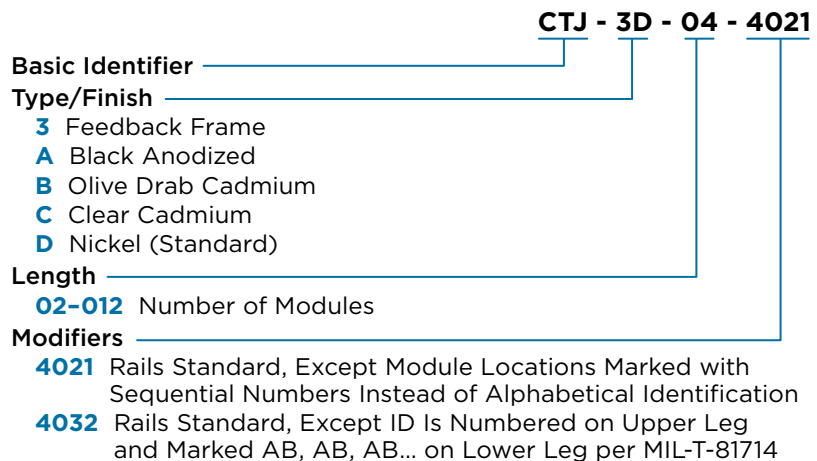 CTJ - 3D - 04 - 4021
Basic Identifier
Type/Finish
3 Feedback Frame
A Black Anodized
B Olive Drab Cadmium
C Clear Cadmium
D Nickel (Standard)
Length
02–012 Number of Modules
Modifiers
4021 Rails Standard, Except Module Locations Marked with
Sequential Numbers Instead of Alphabetical Identification
4032 Rails Standard, Except ID Is Numbered on Upper Leg
and Marked AB, AB, AB... on Lower Leg per MIL-T-81714